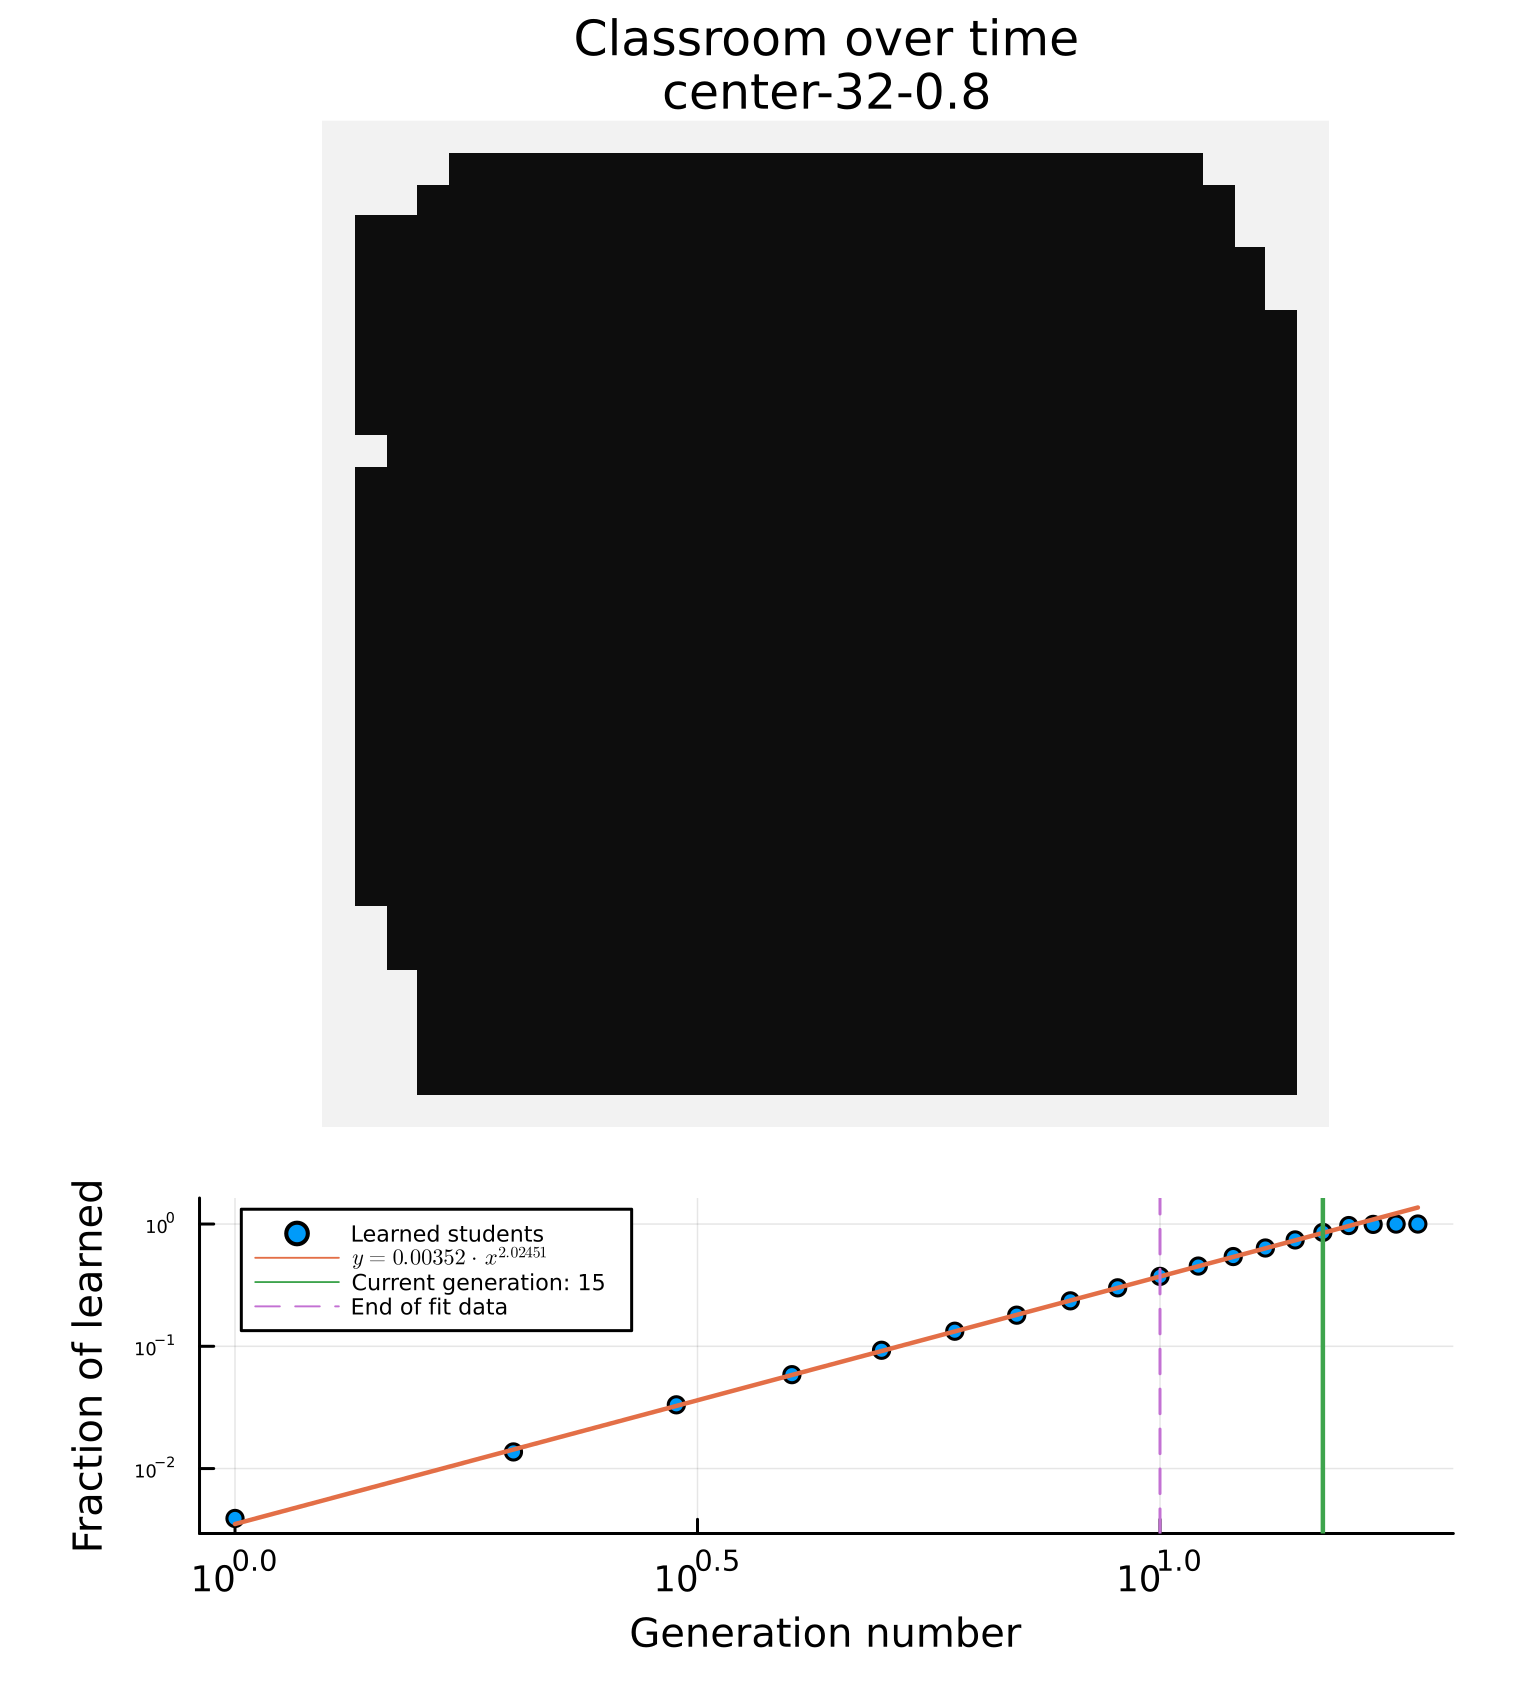 Classroom over time
center-32-0.8
Fraction of learned
10^0
10^-1
10^-2
Learned students
y = 0.00352 · x^2.02451
Current generation: 15
End of fit data
10^0.0 10^0.5 10^1.0
Generation number